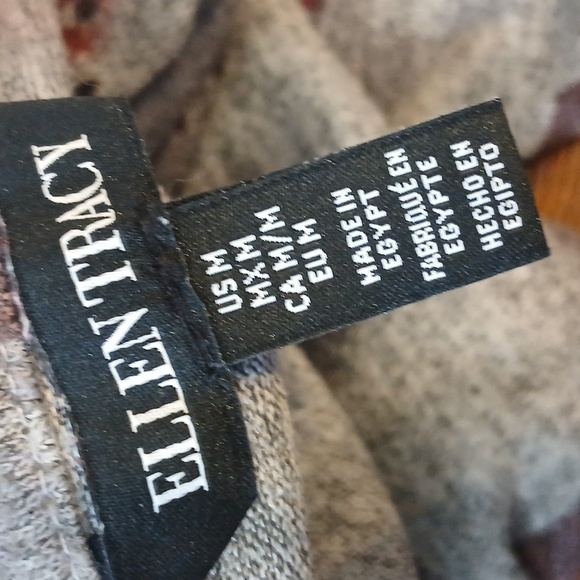 ELLEN TRACY
US M
MX M
CA M/M
EU M
MADE IN
EGYPT
FABRIQUÉ EN
EGYPTE
HECHO EN
EGIPTO